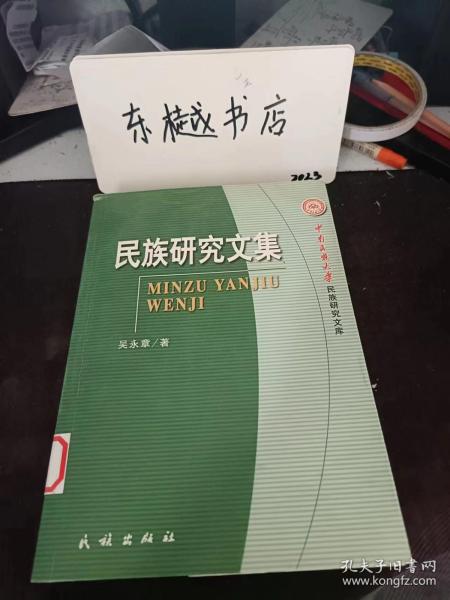 东樾书店
2023
民族研究文集
MINZU YANJIU
WENJI
吴永章/著
中南民族大学
民族研究文库
民族出版社
孔夫子旧书网
www.kongfz.com